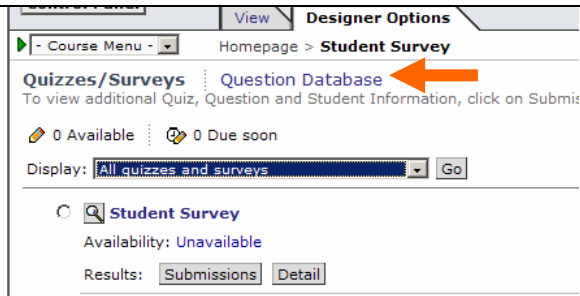 Control Panel
View Designer Options
- Course Menu - Homepage > Student Survey
Quizzes/Surveys Question Database
To view additional Quiz, Question and Student Information, click on
0 Available 0 Due soon
Display: All quizzes and surveys Go
Student Survey
Availability: Unavailable
Results: Submissions Detail